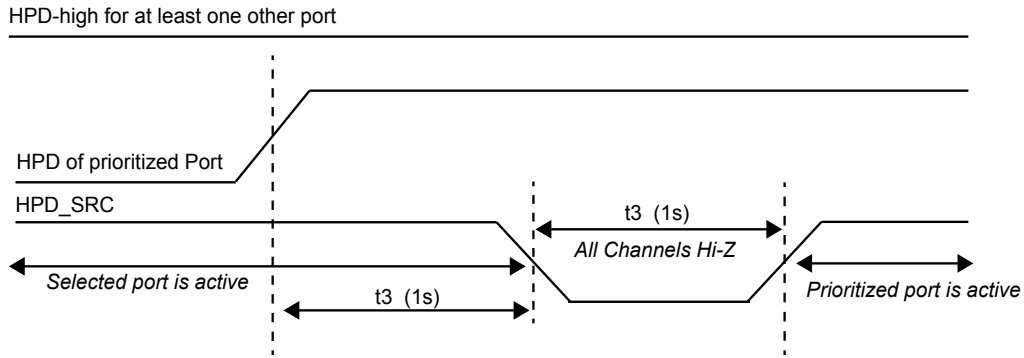 HPD-high for at least one other port
HPD of prioritized Port
HPD_SRC
t3 (1s)
All Channels Hi-Z
Selected port is active
t3 (1s)
Prioritized port is active